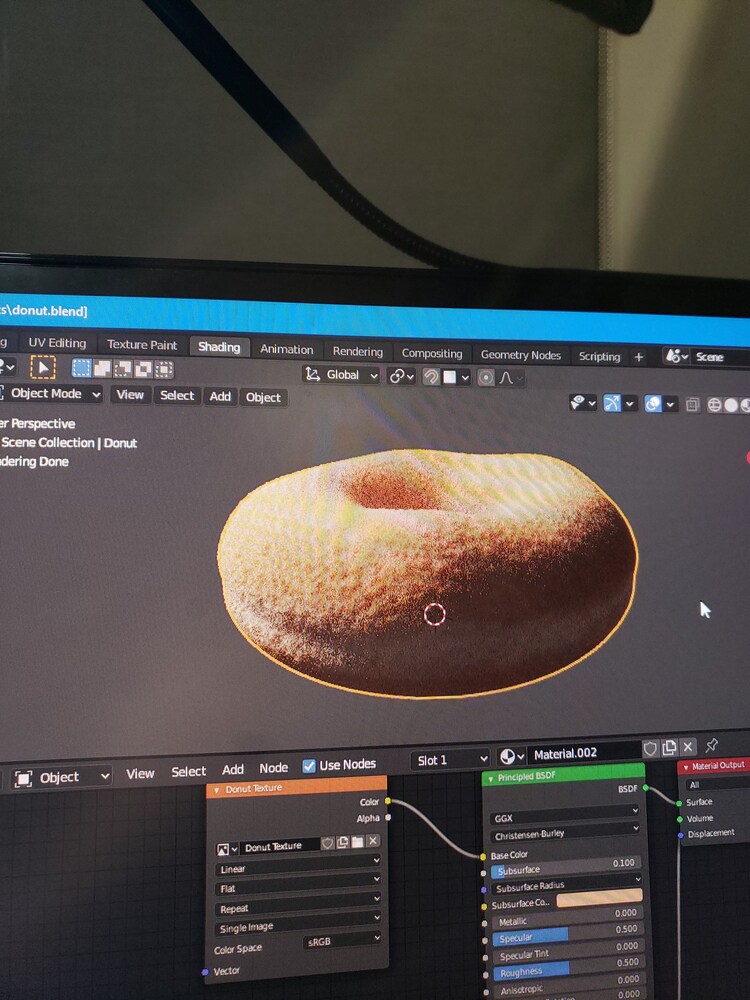 ts\donut.blend]
g UV Editing Texture Paint Shading Animation Rendering Compositing Geometry Nodes Scripting + Scene
Global
Object Mode View Select Add Object
er Perspective
Scene Collection | Donut
ndering Done
Object View Select Add Node Use Nodes Slot 1 Material.002
Donut Texture
Color
Alpha
Donut Texture
Linear
Flat
Repeat
Single Image
Color Space sRGB
Vector
Principled BSDF
BSDF
GGX
Christensen-Burley
Base Color
Subsurface 0.100
Subsurface Radius
Subsurface Co..
Metallic 0.000
Specular 0.500
Specular Tint 0.000
Roughness 0.500
Anisotropic 0.000
0.000
Material Output
All
Surface
Volume
Displacement